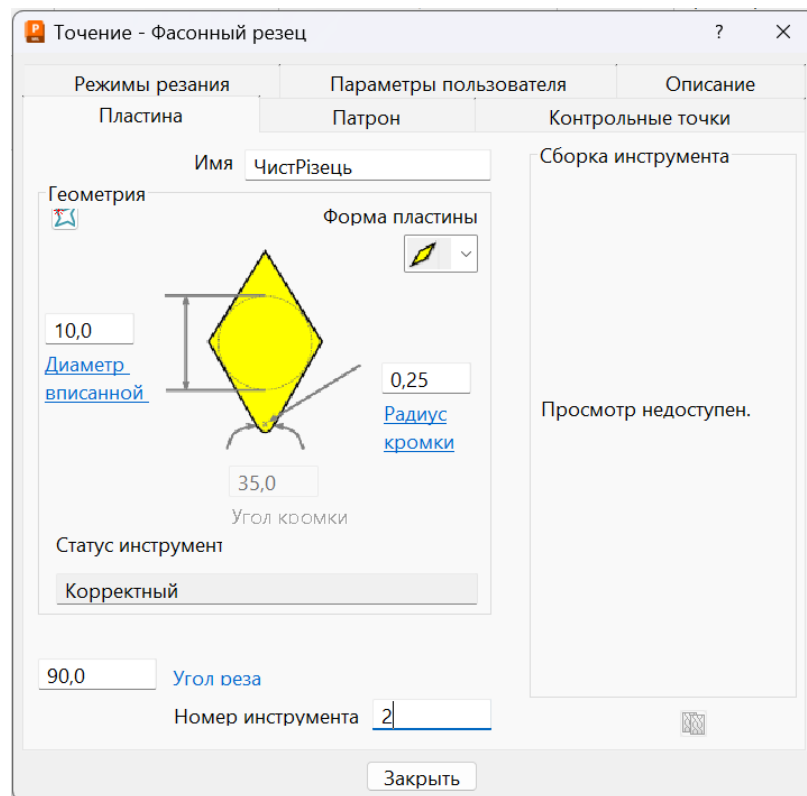 Точение - Фасонный резец
?
Режимы резания
Параметры пользователя
Описание
Пластина
Патрон
Контрольные точки
Имя
ЧистРізець
Сборка инструмента
Геометрия
Форма пластины
10,0
Диаметр
вписанной
0,25
Радиус
кромки
35,0
Угол кромки
Просмотр недоступен.
Статус инструмент
Корректный
90,0
Угол реза
Номер инструмента
2
Закрыть